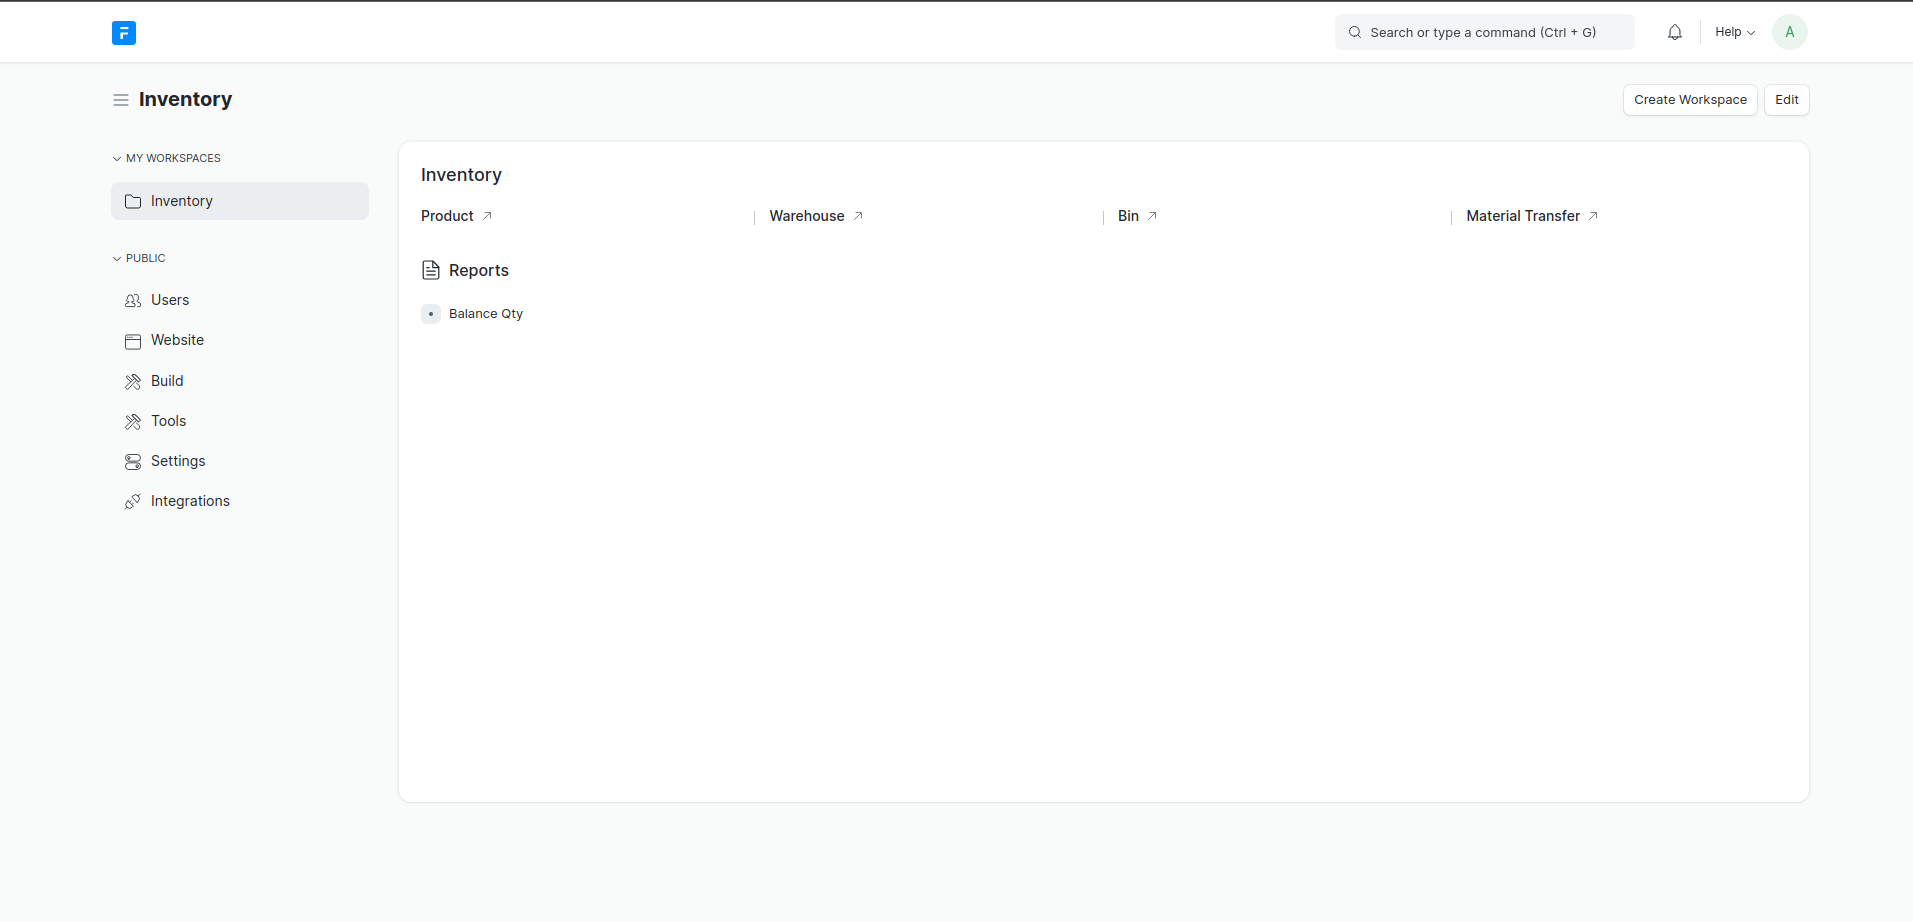 F
Search or type a command (Ctrl + G)
Help
A
Inventory
Create Workspace
Edit
MY WORKSPACES
Inventory
PUBLIC
Users
Website
Build
Tools
Settings
Integrations
Inventory
Product
Warehouse
Bin
Material Transfer
Reports
Balance Qty